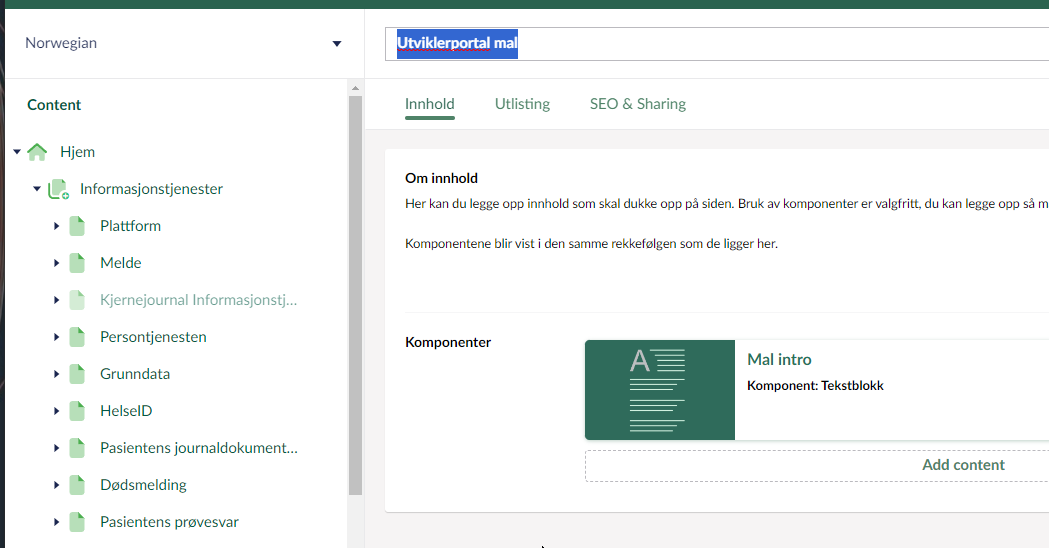 Norwegian
Utviklerportal mal
Content
Innhold
Utlisting
SEO & Sharing
Hjem
Informasjonstjenester
Plattform
Melde
Kjernejournal Informasjonstj...
Persontjenesten
Grunndata
HelseID
Pasientens journaldokument...
Dødsmelding
Pasientens prøvesvar
Om innhold
Her kan du legge opp innhold som skal dukke opp på siden. Bruk av komponenter er valgfritt, du kan legge opp så m
Komponentene blir vist i den samme rekkefølgen som de ligger her.
Komponenter
A
Mal intro
Komponent: Tekstblokk
Add content